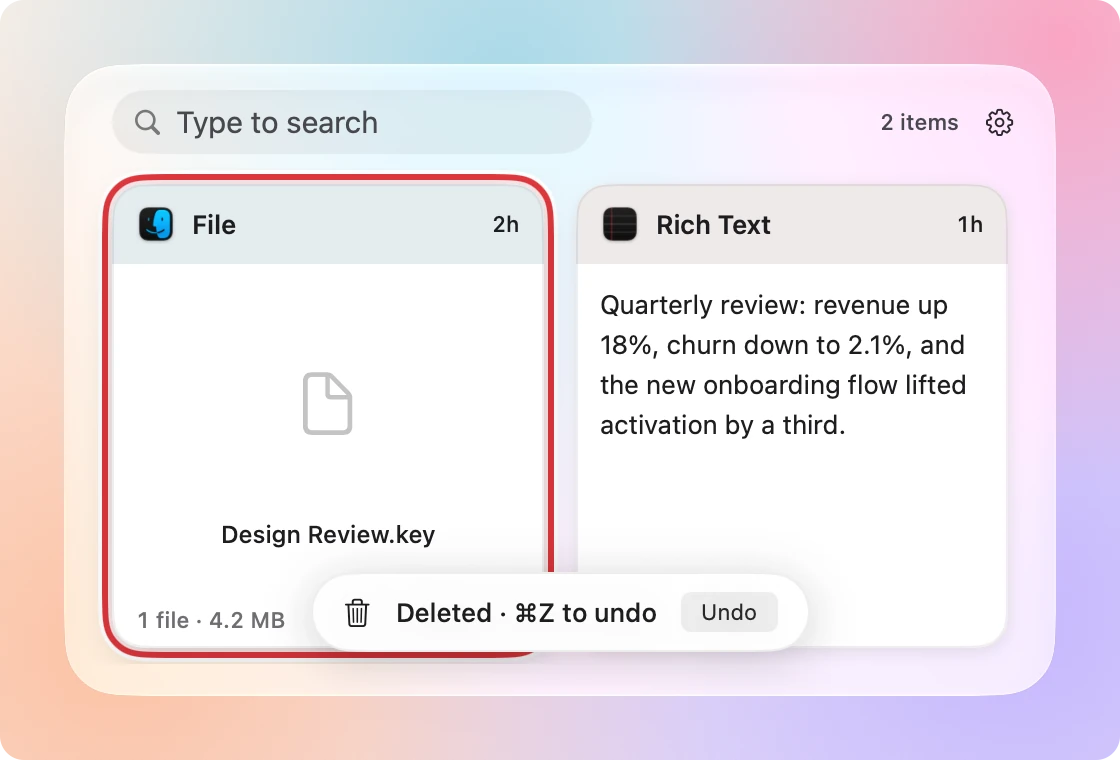 Type to search
2 items
File
2h
Design Review.key
1 file · 4.2 MB
Rich Text
1h
Quarterly review: revenue up
18%, churn down to 2.1%, and
the new onboarding flow lifted
activation by a third.
Deleted · ⌘Z to undo
Undo